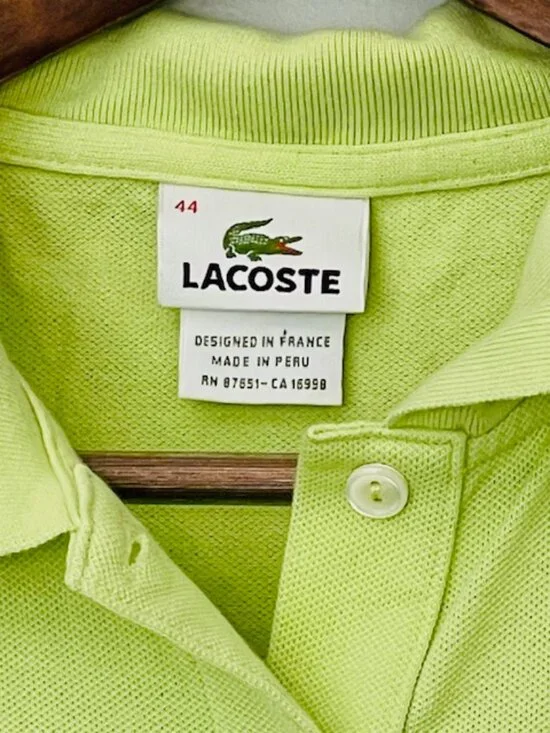 44
LACOSTE
DESIGNED IN FRANCE
MADE IN PERU
RN 87651-CA 16998